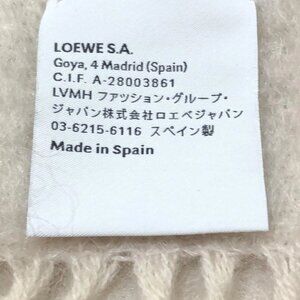 LOEWE S.A.
Goya, 4 Madrid (Spain)
C.I.F. A-28003861
LVMH ファッション・グループ・
ジャパン株式会社ロエベジャパン
03-6215-6116 スペイン製
Made in Spain